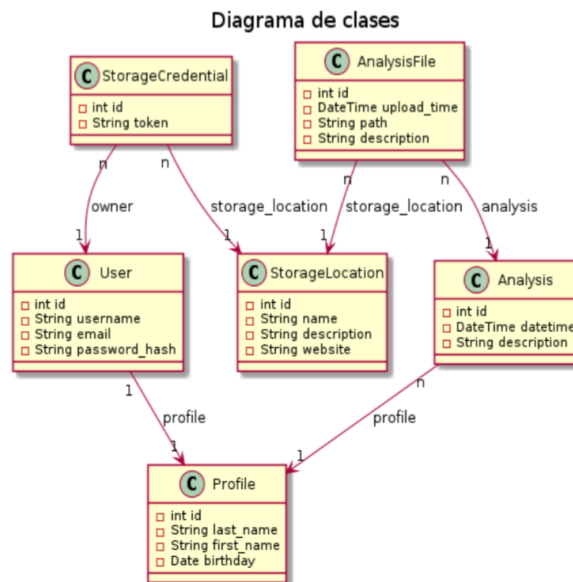 Diagrama de clases
C StorageCredential
int id
String token
C AnalysisFile
int id
DateTime upload_time
String path
String description
n
n
n
n
owner
storage_location
storage_location
analysis
1
1
1
1
C User
int id
String username
String email
String password_hash
C StorageLocation
int id
String name
String description
String website
C Analysis
int id
DateTime datetime
String description
1
n
profile
profile
1
1
C Profile
int id
String last_name
String first_name
Date birthday